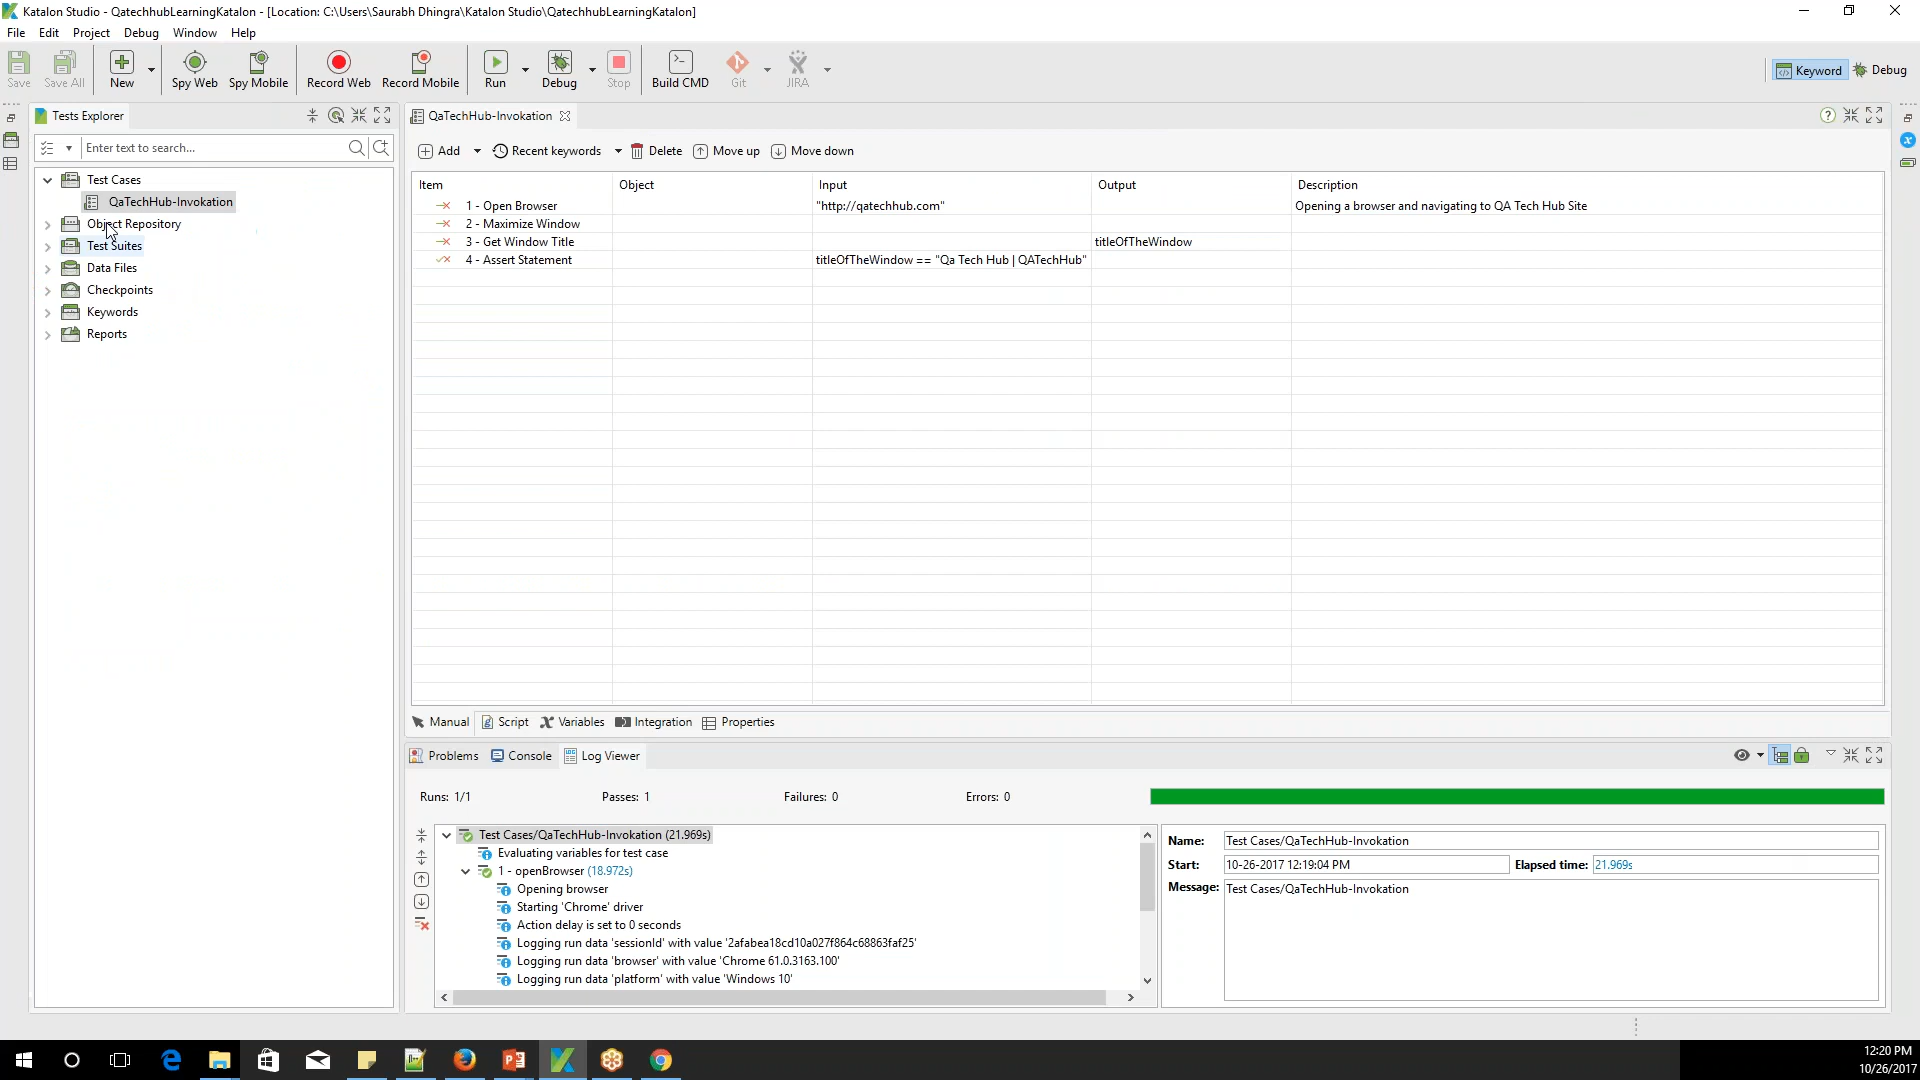 Katalon Studio - QatechhubLearningKatalon - [Location: C:\Users\Saurabh Dhingra\Katalon Studio\QatechhubLearningKatalon]
File Edit Project Debug Window Help
Save Save All New Spy Web Spy Mobile Record Web Record Mobile Run Debug Stop Build CMD Git JIRA Keyword Debug
Tests Explorer
QaTechHub-Invokation
Enter text to search...
Add Recent keywords Delete Move up Move down
Test Cases
QaTechHub-Invokation
Object Repository
Test Suites
Data Files
Checkpoints
Keywords
Reports
Item Object Input Output Description
1 - Open Browser "http://qatechhub.com" Opening a browser and navigating to QA Tech Hub Site
2 - Maximize Window
3 - Get Window Title titleOfTheWindow
4 - Assert Statement titleOfTheWindow == "Qa Tech Hub | QATechHub"
Manual Script Variables Integration Properties
Problems Console Log Viewer
Runs: 1/1 Passes: 1 Failures: 0 Errors: 0
Test Cases/QaTechHub-Invokation (21.969s)
Evaluating variables for test case
1 - openBrowser (18.972s)
Opening browser
Starting 'Chrome' driver
Action delay is set to 0 seconds
Logging run data 'sessionId' with value '2afabea18cd10a027f864c68863faf25'
Logging run data 'browser' with value 'Chrome 61.0.3163.100'
Logging run data 'platform' with value 'Windows 10'
Name: Test Cases/QaTechHub-Invokation
Start: 10-26-2017 12:19:04 PM Elapsed time: 21.969s
Message: Test Cases/QaTechHub-Invokation
12:20 PM
10/26/2017